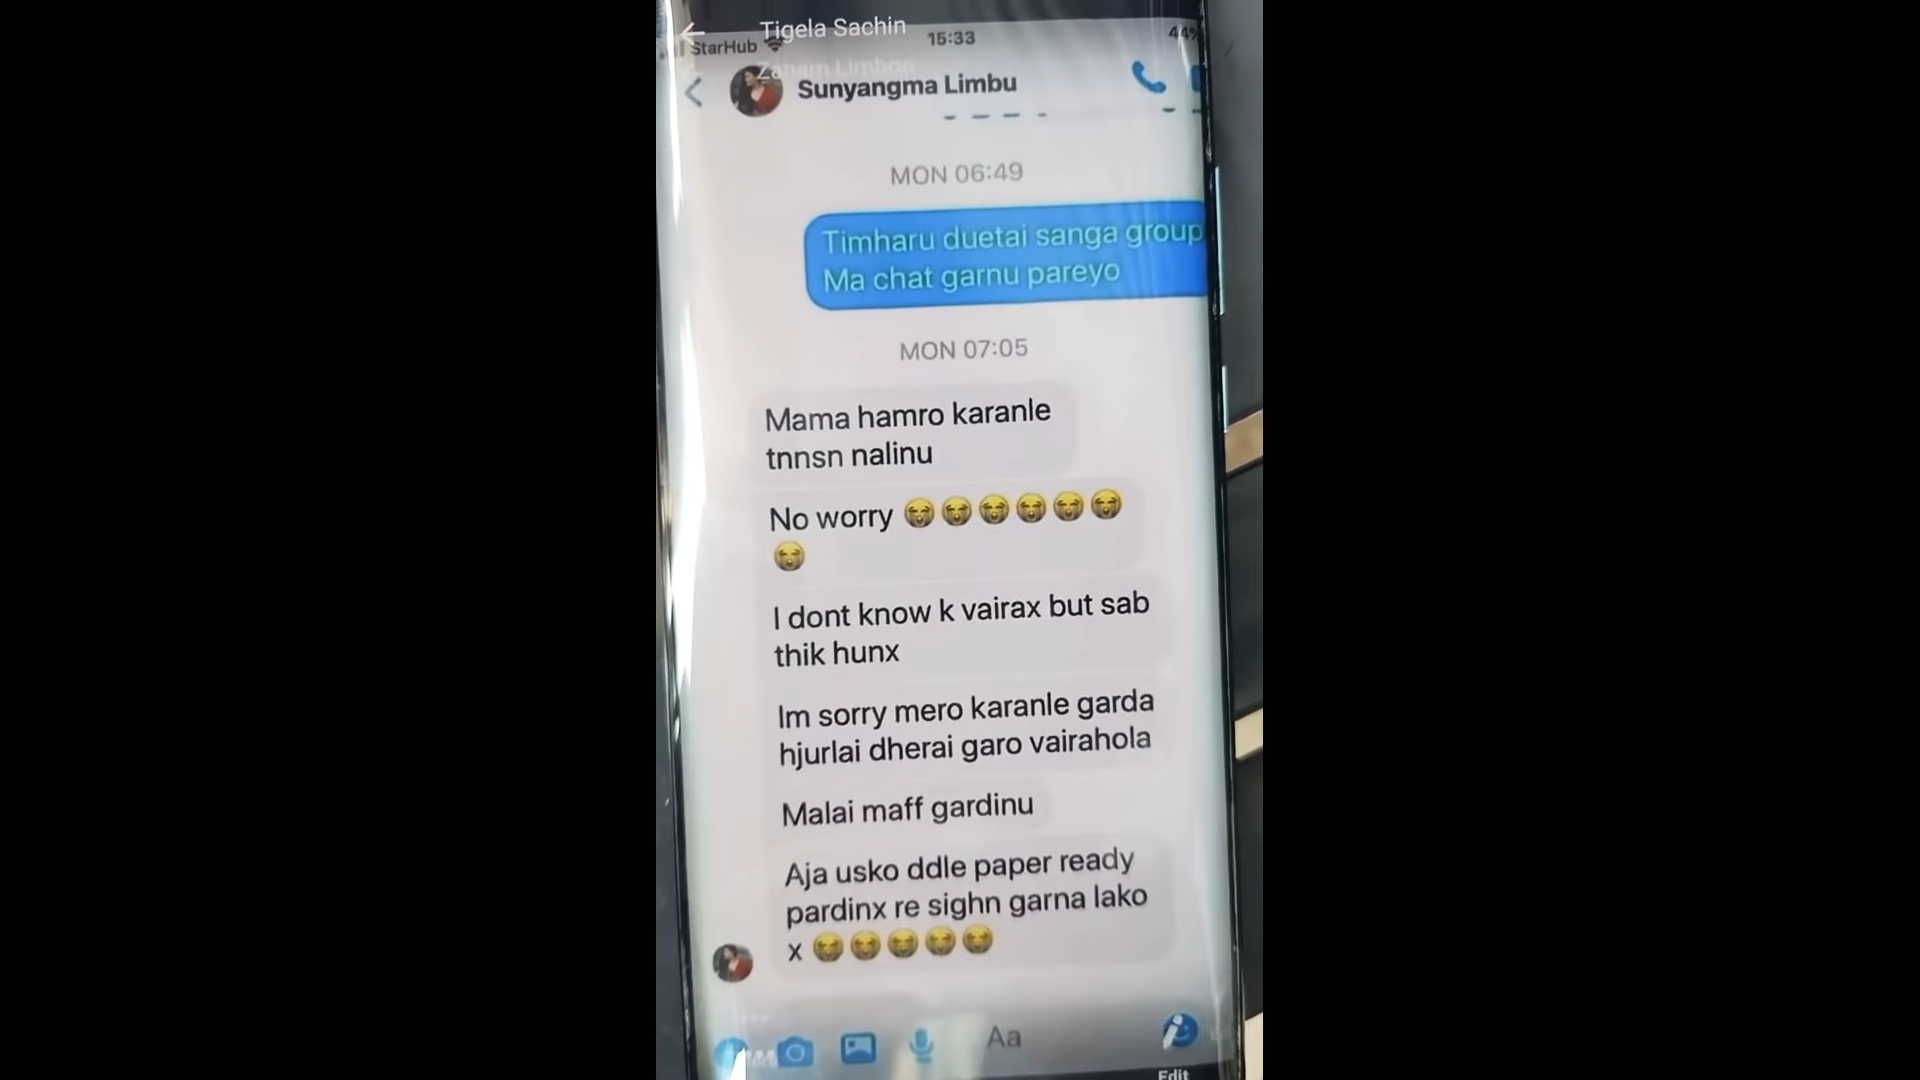 Tigela Sachin
StarHub 15:33 44%
Zanam Limboo
Sunyangma Limbu
MON 06:49
Timharu duetai sanga group
Ma chat garnu pareyo
MON 07:05
Mama hamro karanle
tnnsn nalinu
No worry 😭😭😭😭😭😭
😭
I dont know k vairax but sab
thik hunx
Im sorry mero karanle garda
hjurlai dherai garo vairahola
Malai maff gardinu
Aja usko ddle paper ready
pardinx re sighn garna lako
x 😭😭😭😭😭
Aa
Edit